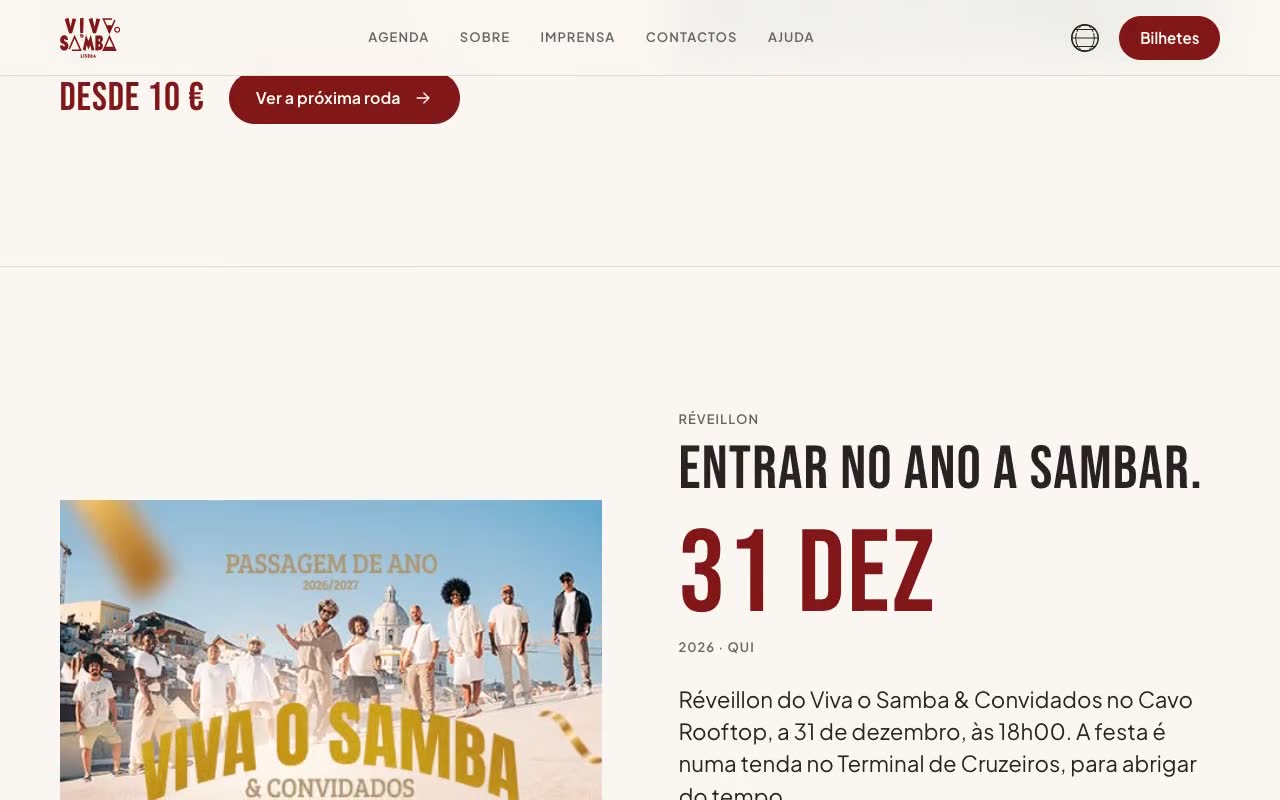 VIVA O
SAMBA
LISBOA
AGENDA
SOBRE
IMPRENSA
CONTACTOS
AJUDA
Bilhetes
DESDE 10 €
Ver a próxima roda →
RÉVEILLON
ENTRAR NO ANO A SAMBAR.
31 DEZ
2026 · QUI
Réveillon do Viva o Samba & Convidados no Cavo
Rooftop, a 31 de dezembro, às 18h00. A festa é
numa tenda no Terminal de Cruzeiros, para abrigar
do tempo.
PASSAGEM DE ANO
2026/2027
VIVA O SAMBA
& CONVIDADOS